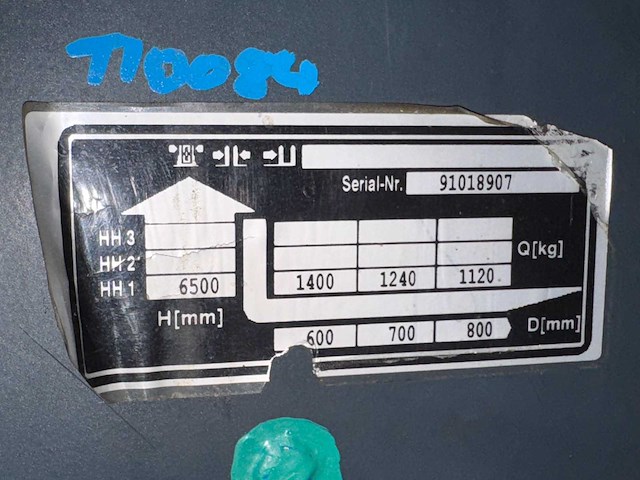 T10084
Serial-Nr. 91018907
HH 3
HH 2 Q[kg]
HH 1 6500 1400 1240 1120
H[mm]
600 700 800 D[mm]